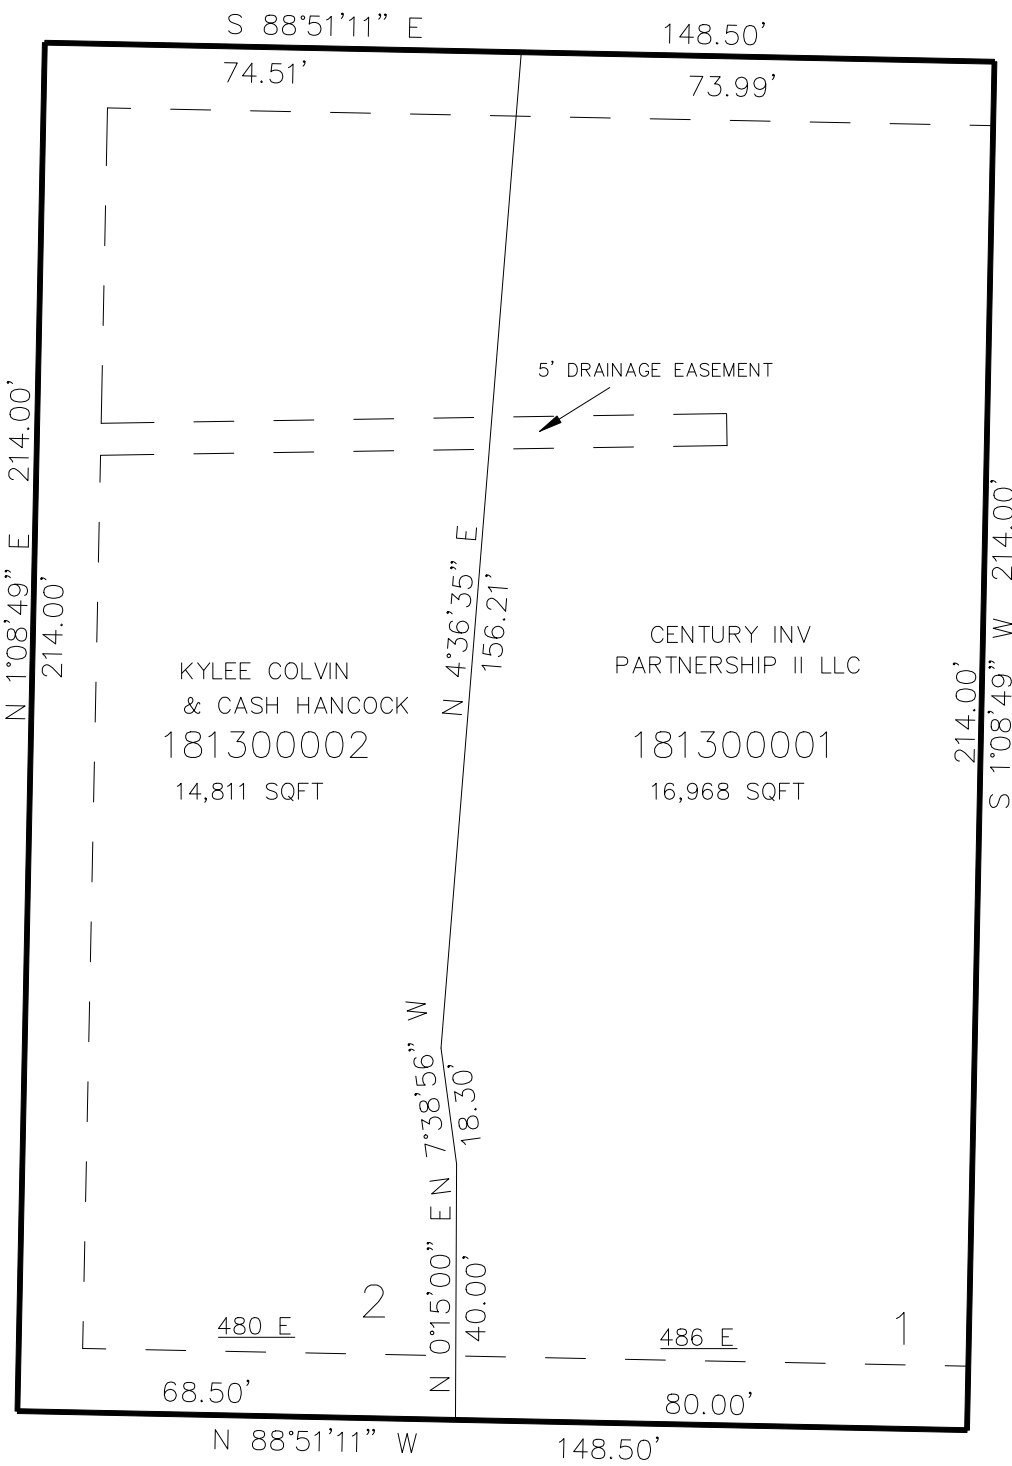 S 88°51'11" E
148.50'
74.51'
73.99'
5' DRAINAGE EASEMENT
N 1°08'49" E 214.00'
214.00'
N 4°36'35" E
156.21'
S 1°08'49" W 214.00'
214.00'
KYLEE COLVIN
& CASH HANCOCK
181300002
14,811 SQFT
CENTURY INV
PARTNERSHIP II LLC
181300001
16,968 SQFT
N 7°38'56" W
18.30'
N 0°15'00" E
40.00'
2
480 E
1
486 E
68.50'
80.00'
N 88°51'11" W
148.50'